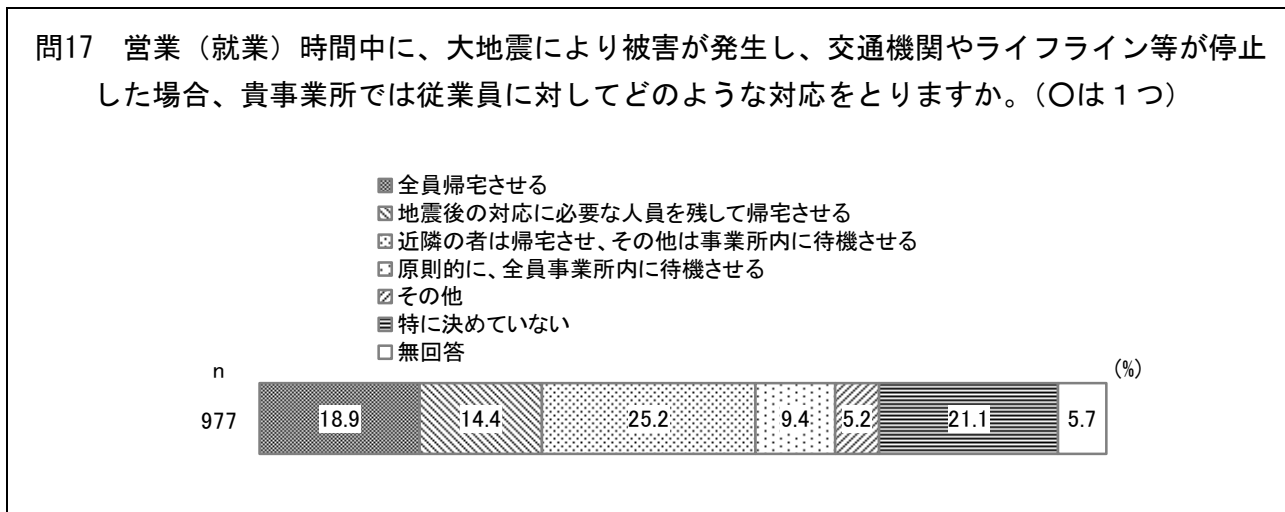 問17　営業（就業）時間中に、大地震により被害が発生し、交通機関やライフライン等が停止
した場合、貴事業所では従業員に対してどのような対応をとりますか。（〇は１つ）
全員帰宅させる
地震後の対応に必要な人員を残して帰宅させる
近隣の者は帰宅させ、その他は事業所内に待機させる
原則的に、全員事業所内に待機させる
その他
特に決めていない
無回答
n (%)
977 18.9 14.4 25.2 9.4 5.2 21.1 5.7